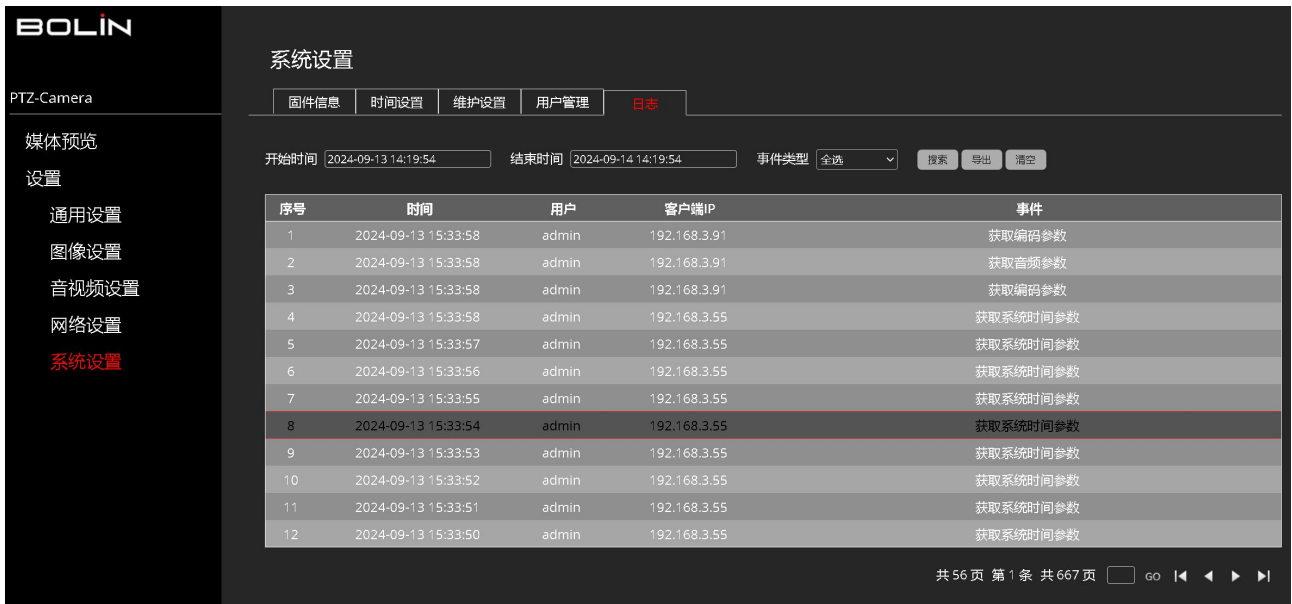 BOLIN
系统设置
PTZ-Camera
固件信息 时间设置 维护设置 用户管理 日志
媒体预览
设置
通用设置
图像设置
音视频设置
网络设置
系统设置
开始时间 2024-09-13 14:19:54 结束时间 2024-09-14 14:19:54 事件类型 全选 搜索 导出 清空
序号 时间 用户 客户端IP 事件
1 2024-09-13 15:33:58 admin 192.168.3.91 获取编码参数
2 2024-09-13 15:33:58 admin 192.168.3.91 获取音频参数
3 2024-09-13 15:33:58 admin 192.168.3.91 获取编码参数
4 2024-09-13 15:33:58 admin 192.168.3.55 获取系统时间参数
5 2024-09-13 15:33:57 admin 192.168.3.55 获取系统时间参数
6 2024-09-13 15:33:56 admin 192.168.3.55 获取系统时间参数
7 2024-09-13 15:33:55 admin 192.168.3.55 获取系统时间参数
8 2024-09-13 15:33:54 admin 192.168.3.55 获取系统时间参数
9 2024-09-13 15:33:53 admin 192.168.3.55 获取系统时间参数
10 2024-09-13 15:33:52 admin 192.168.3.55 获取系统时间参数
11 2024-09-13 15:33:51 admin 192.168.3.55 获取系统时间参数
12 2024-09-13 15:33:50 admin 192.168.3.55 获取系统时间参数
共56页 第1条 共667页 GO